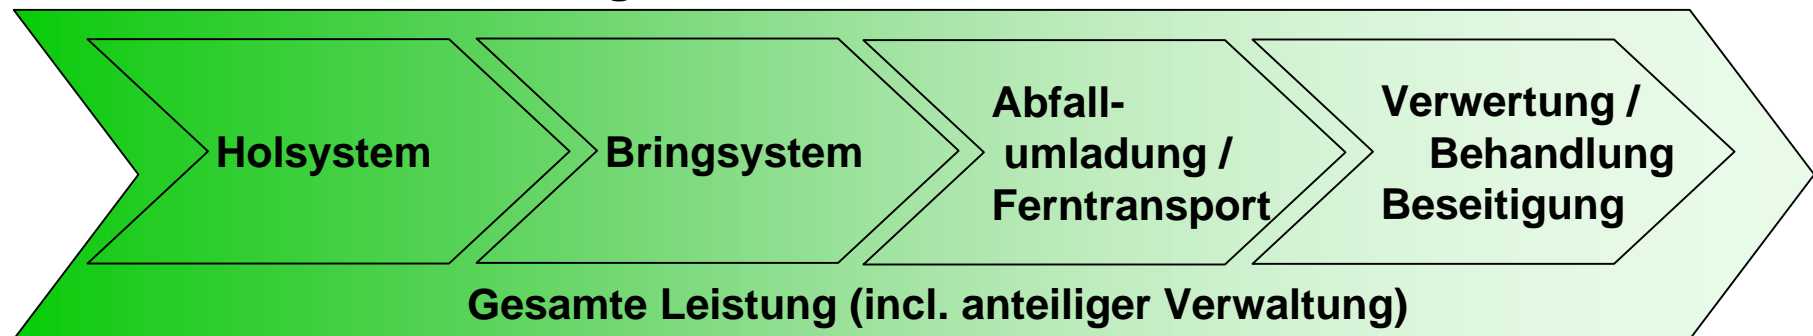 Holsystem
Bringsystem
Abfall-
umladung /
Ferntransport
Verwertung /
Behandlung
Beseitigung
Gesamte Leistung (incl. anteiliger Verwaltung)